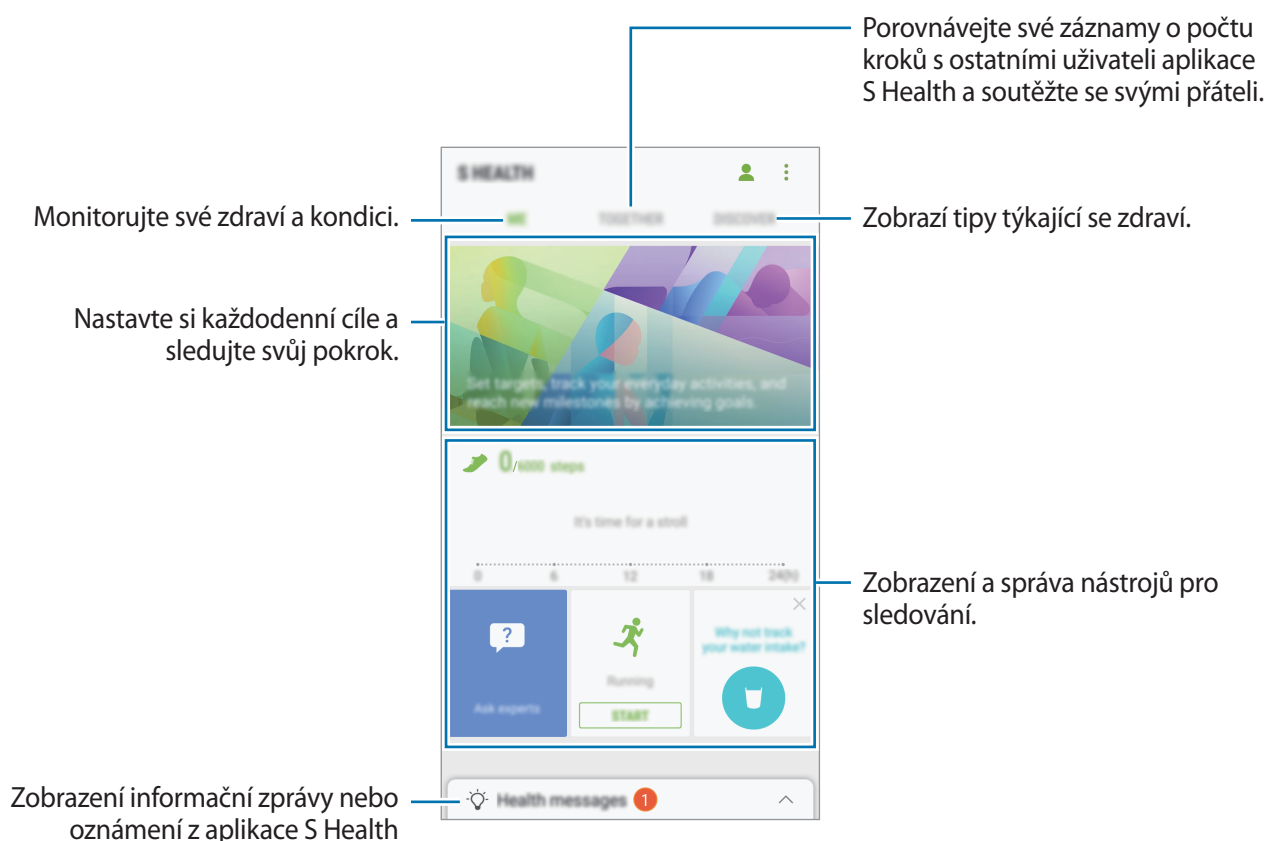 Porovnávejte své záznamy o počtu
kroků s ostatními uživateli aplikace
S Health a soutěžte se svými přáteli.
S HEALTH
Monitorujte své zdraví a kondici.
ME
TOGETHER
DISCOVER
Zobrazí tipy týkající se zdraví.
Nastavte si každodenní cíle a
sledujte svůj pokrok.
Set targets, track your everyday activities, and
reach new milestones by achieving goals.
0/6000 steps
It's time for a stroll
0 6 12 18 24(h)
Zobrazení a správa nástrojů pro
sledování.
?
Ask experts
Running
START
Why not track
your water intake?
Zobrazení informační zprávy nebo
oznámení z aplikace S Health
Health messages 1